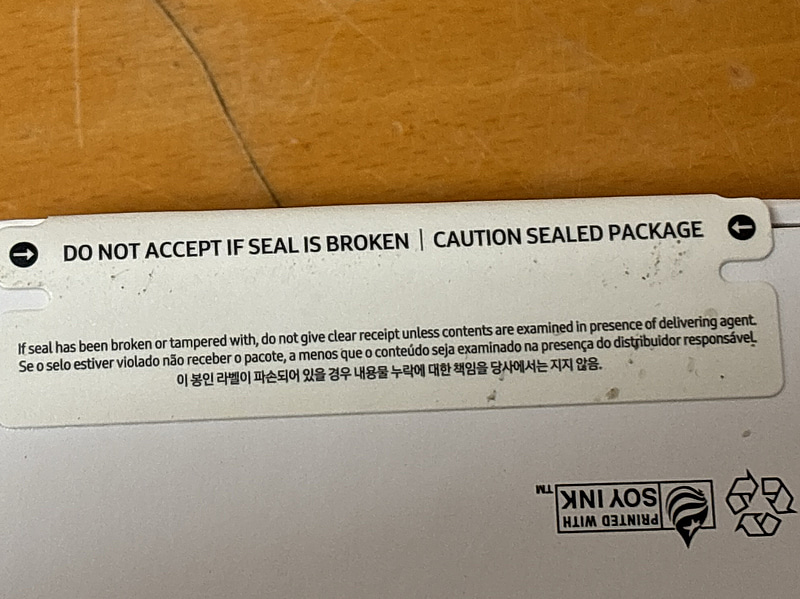 DO NOT ACCEPT IF SEAL IS BROKEN | CAUTION SEALED PACKAGE
If seal has been broken or tampered with, do not give clear receipt unless contents are examined in presence of delivering agent.
Se o selo estiver violado não receber o pacote, a menos que o conteúdo seja examinado na presença do distribuidor responsável.
이 봉인 라벨이 파손되어 있을 경우 내용물 누락에 대한 책임을 당사에서는 지지 않음.
PRINTED WITH
SOY INK™